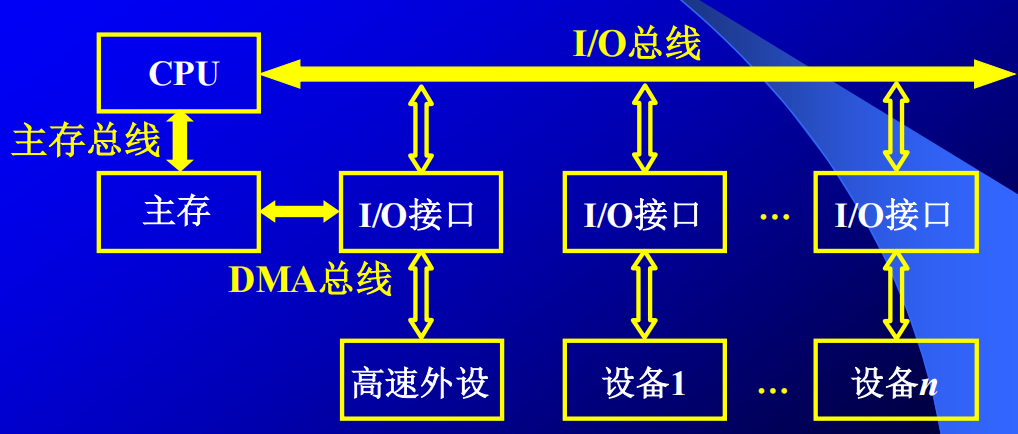 I/O总线
CPU
主存总线
主存
I/O接口
I/O接口
...
I/O接口
DMA总线
高速外设
设备1
...
设备n